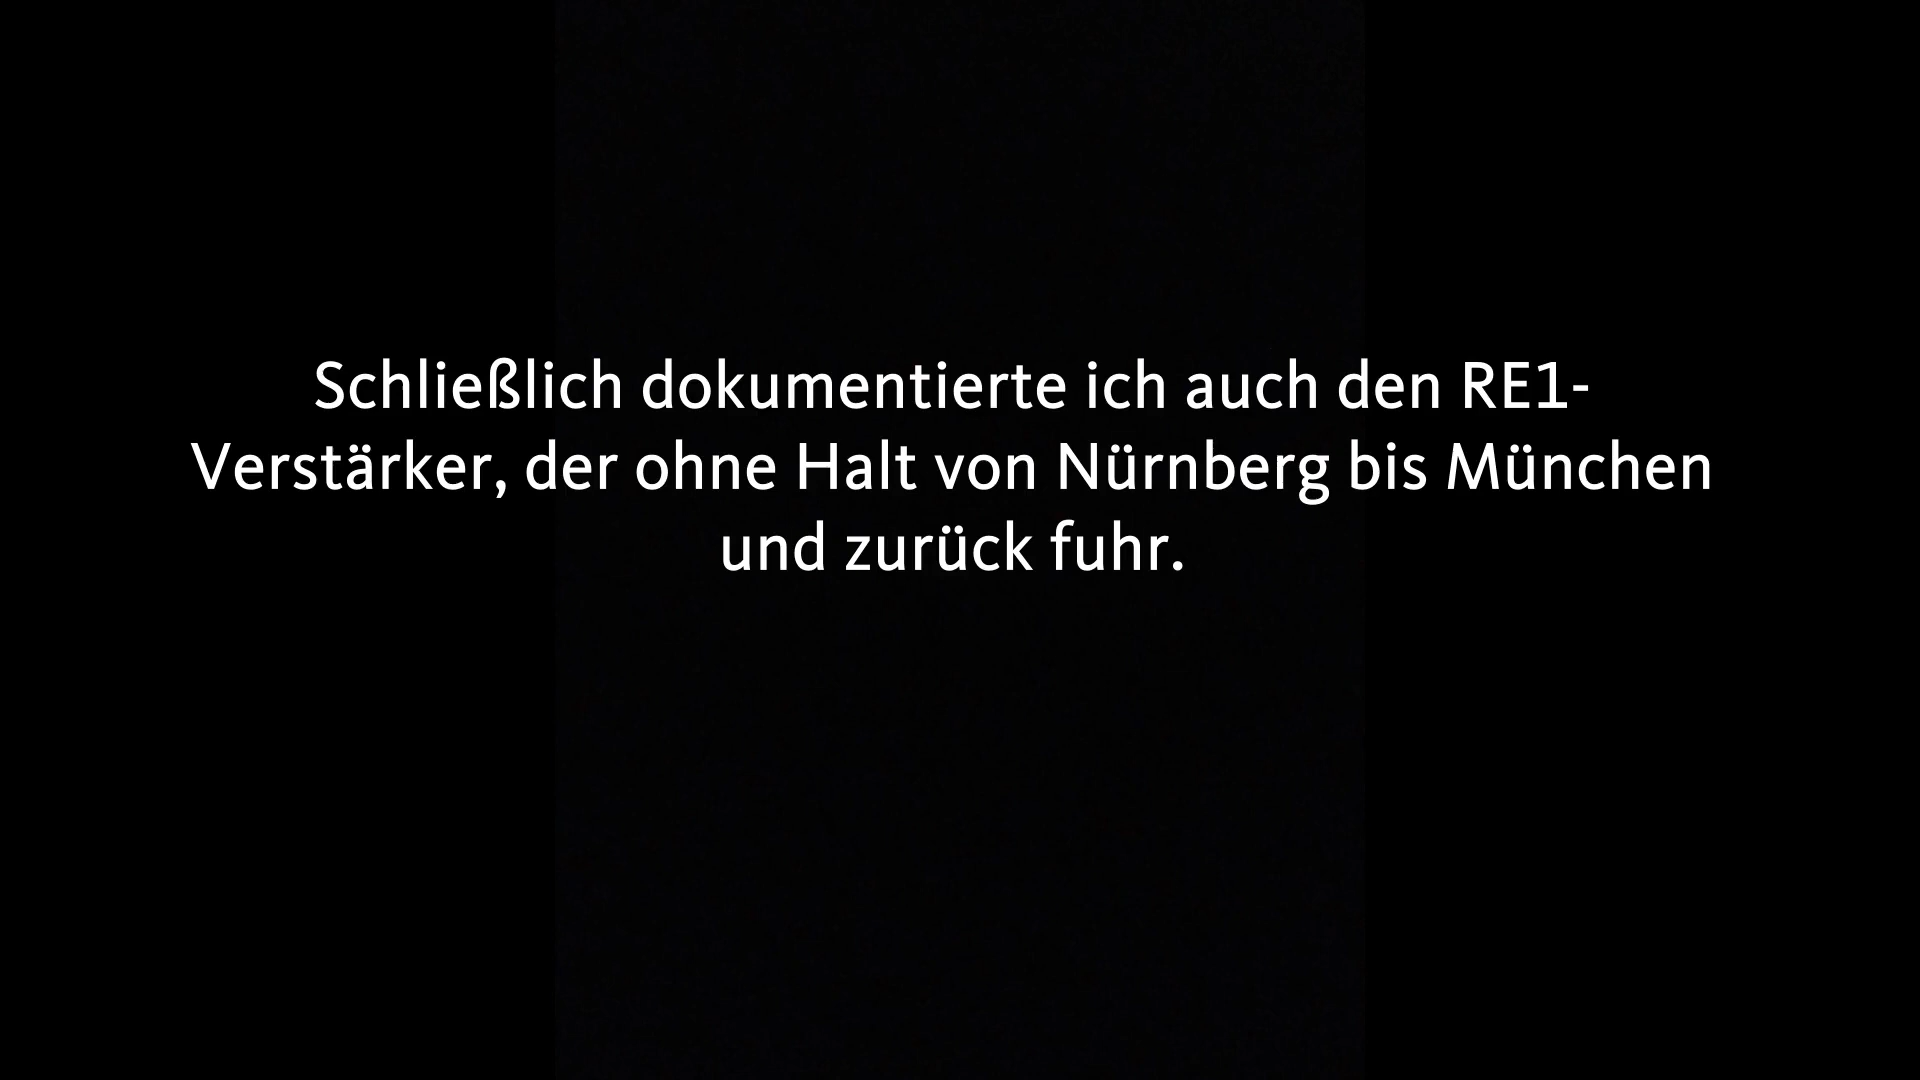 Schließlich dokumentierte ich auch den RE1-
Verstärker, der ohne Halt von Nürnberg bis München
und zurück fuhr.